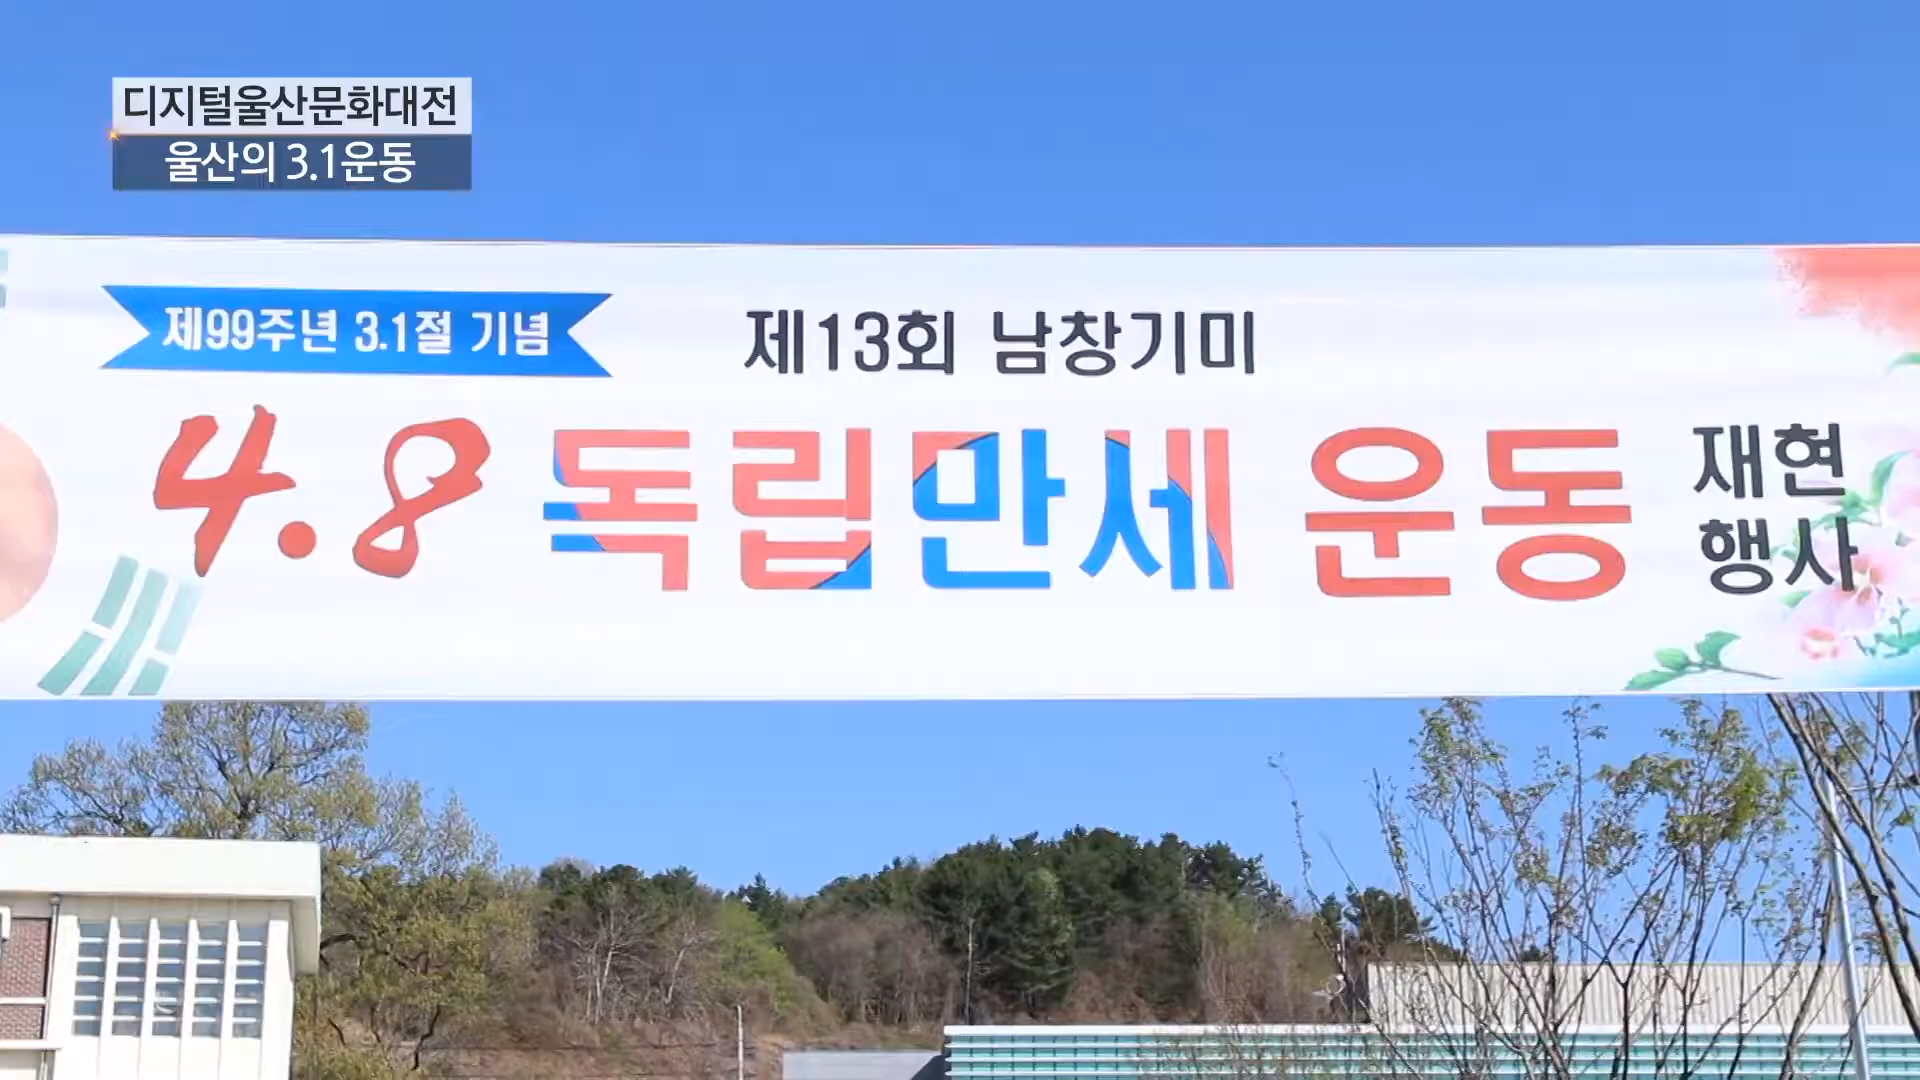 디지털울산문화대전
울산의 3.1운동
제99주년 3.1절 기념
제13회 남창기미
4.8 독립만세 운동
재현
행사